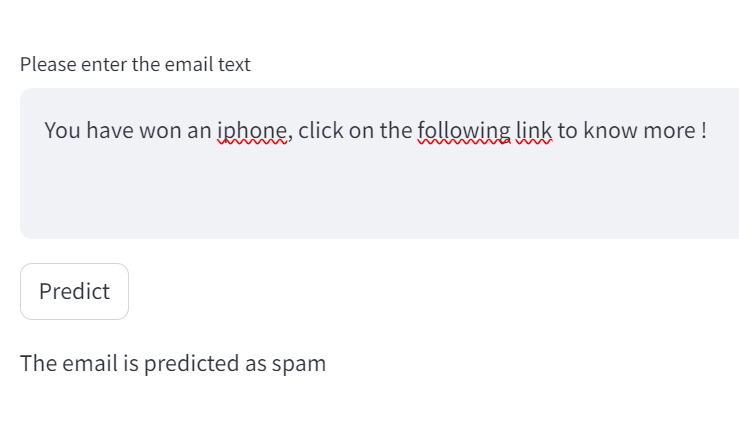 Please enter the email text
You have won an iphone, click on the following link to know more !
Predict
The email is predicted as spam